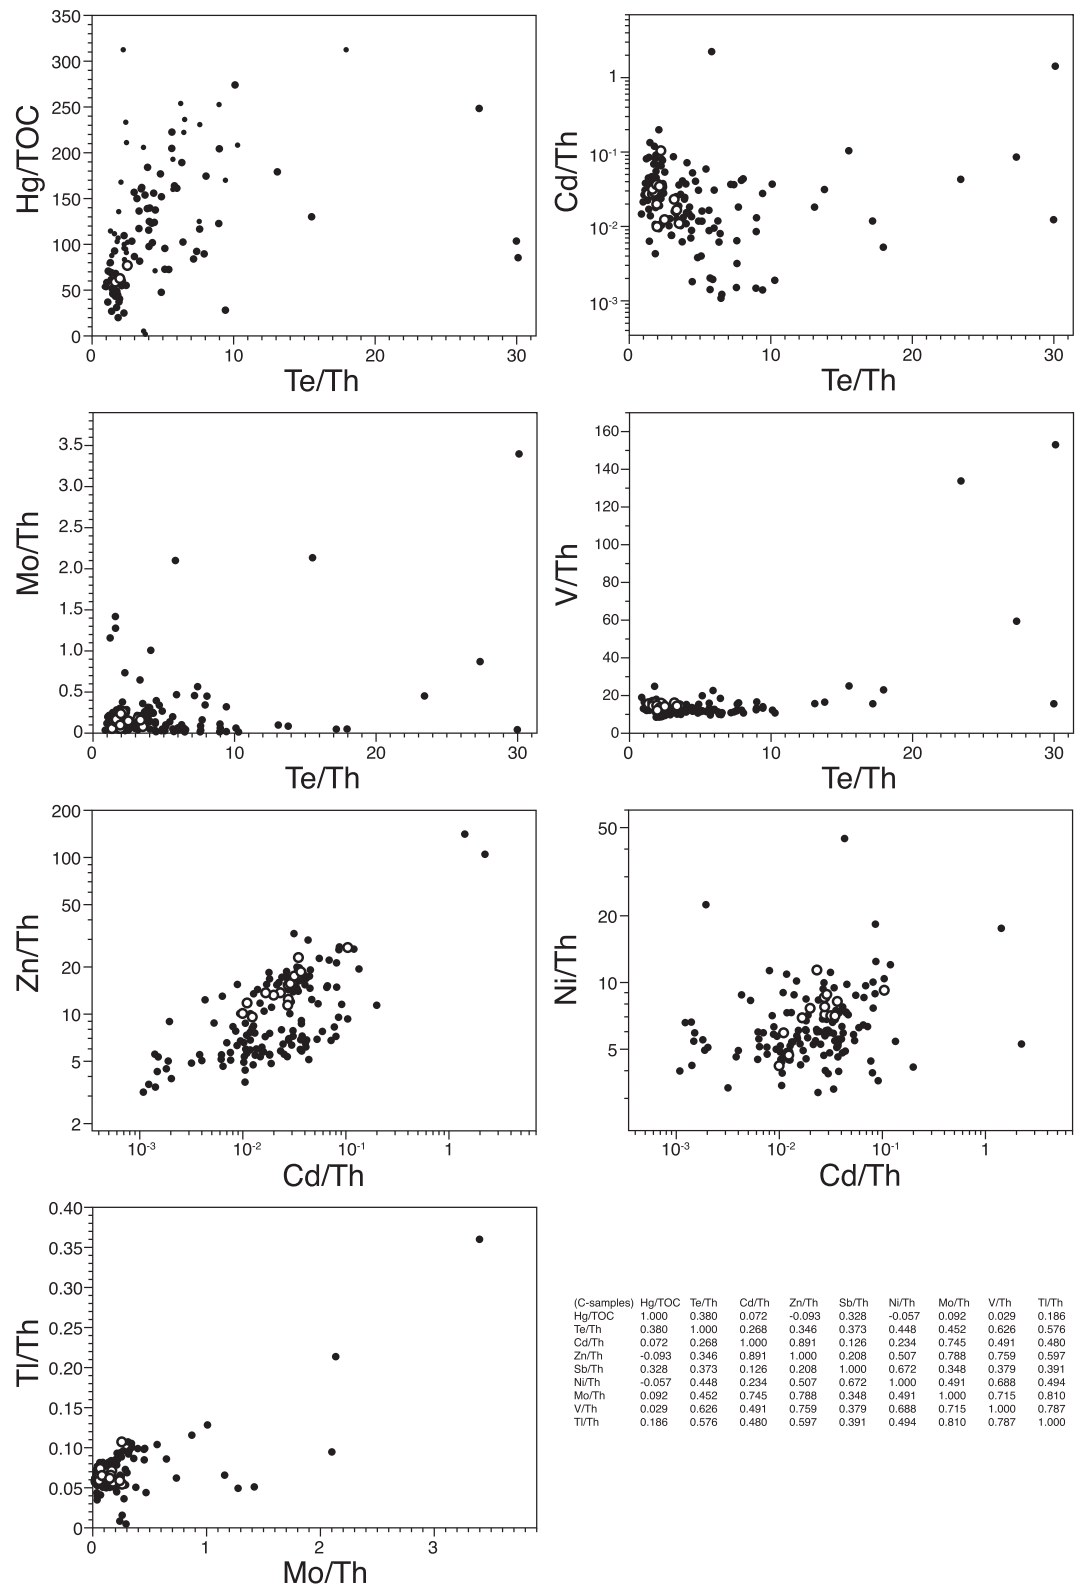 350
300
250
200
150
100
50
0
Hg/TOC
0 10 20 30
Te/Th
1
10-1
10-2
10-3
Cd/Th
0 10 20 30
Te/Th
3.5
3.0
2.5
2.0
1.5
1.0
0.5
0
Mo/Th
0 10 20 30
Te/Th
160
140
120
100
80
60
40
20
0
V/Th
0 10 20 30
Te/Th
200
100
50
20
10
5
2
Zn/Th
10-3 10-2 10-1 1
Cd/Th
50
20
10
5
Ni/Th
10-3 10-2 10-1 1
Cd/Th
0.40
0.35
0.30
0.25
0.20
0.15
0.10
0.05
0
Tl/Th
0 1 2 3
Mo/Th
(C-samples) Hg/TOC Te/Th Cd/Th Zn/Th Sb/Th Ni/Th Mo/Th V/Th Tl/Th
Hg/TOC 1.000 0.380 0.072 -0.093 0.328 -0.057 0.092 0.029 0.186
Te/Th 0.380 1.000 0.268 0.346 0.373 0.448 0.452 0.626 0.576
Cd/Th 0.072 0.268 1.000 0.891 0.126 0.234 0.745 0.491 0.480
Zn/Th -0.093 0.346 0.891 1.000 0.208 0.507 0.788 0.759 0.597
Sb/Th 0.328 0.373 0.126 0.208 1.000 0.672 0.348 0.379 0.391
Ni/Th -0.057 0.448 0.234 0.507 0.672 1.000 0.491 0.688 0.494
Mo/Th 0.092 0.452 0.745 0.788 0.348 0.491 1.000 0.715 0.810
V/Th 0.029 0.626 0.491 0.759 0.379 0.688 0.715 1.000 0.787
Tl/Th 0.186 0.576 0.480 0.597 0.391 0.494 0.810 0.787 1.000